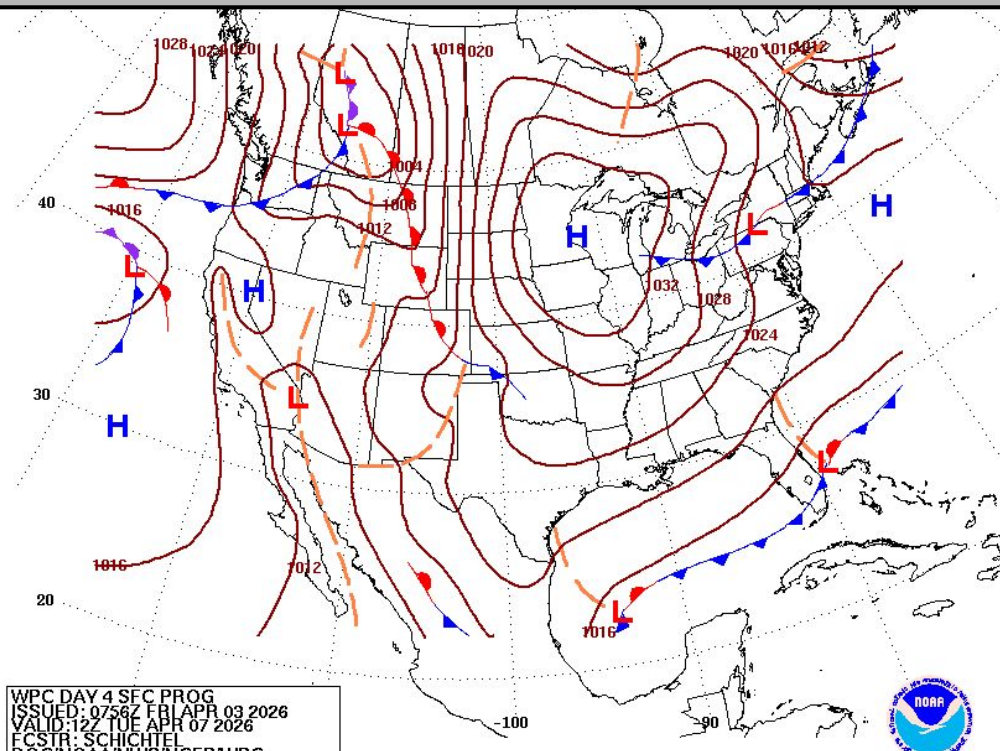 1028
1020
1018
1020
1020
1016
1012
40
1004
1008
1016
1012
L
L
H
L
H
H
L
H
1032
1028
1024
30
L
H
L
1016
1012
20
L
1016
-100
-90
WPC DAY 4 SFC PROG
ISSUED: 0756Z FRI APR 03 2026
VALID:12Z TUE APR 07 2026
FCSTR: SCHICHTEL
NOAA